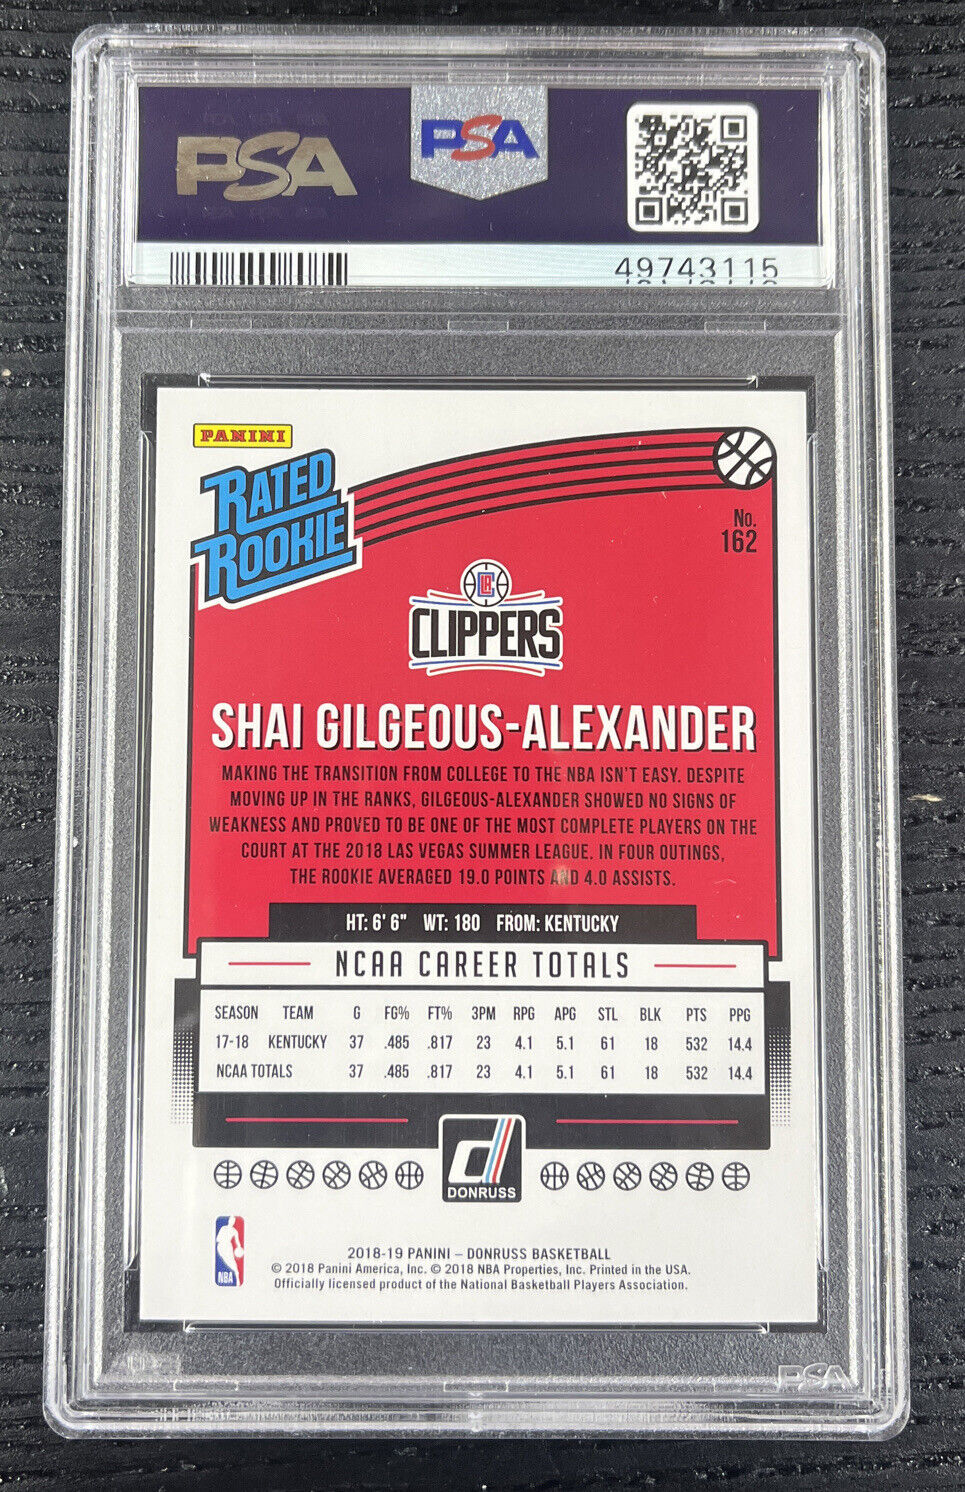 PSA
PSA
49743115
PANINI
RATED
ROOKIE
No.
162
LAC
CLIPPERS
SHAI GILGEOUS-ALEXANDER
MAKING THE TRANSITION FROM COLLEGE TO THE NBA ISN'T EASY. DESPITE
MOVING UP IN THE RANKS, GILGEOUS-ALEXANDER SHOWED NO SIGNS OF
WEAKNESS AND PROVED TO BE ONE OF THE MOST COMPLETE PLAYERS ON THE
COURT AT THE 2018 LAS VEGAS SUMMER LEAGUE. IN FOUR OUTINGS,
THE ROOKIE AVERAGED 19.0 POINTS AND 4.0 ASSISTS.
HT: 6' 6" WT: 180 FROM: KENTUCKY
NCAA CAREER TOTALS
SEASON TEAM G FG% FT% 3PM RPG APG STL BLK PTS PPG
17-18 KENTUCKY 37 .485 .817 23 4.1 5.1 61 18 532 14.4
NCAA TOTALS 37 .485 .817 23 4.1 5.1 61 18 532 14.4
d
DONRUSS
NBA
2018-19 PANINI – DONRUSS BASKETBALL
© 2018 Panini America, Inc. © 2018 NBA Properties, Inc. Printed in the USA.
Officially licensed product of the National Basketball Players Association.
PSA